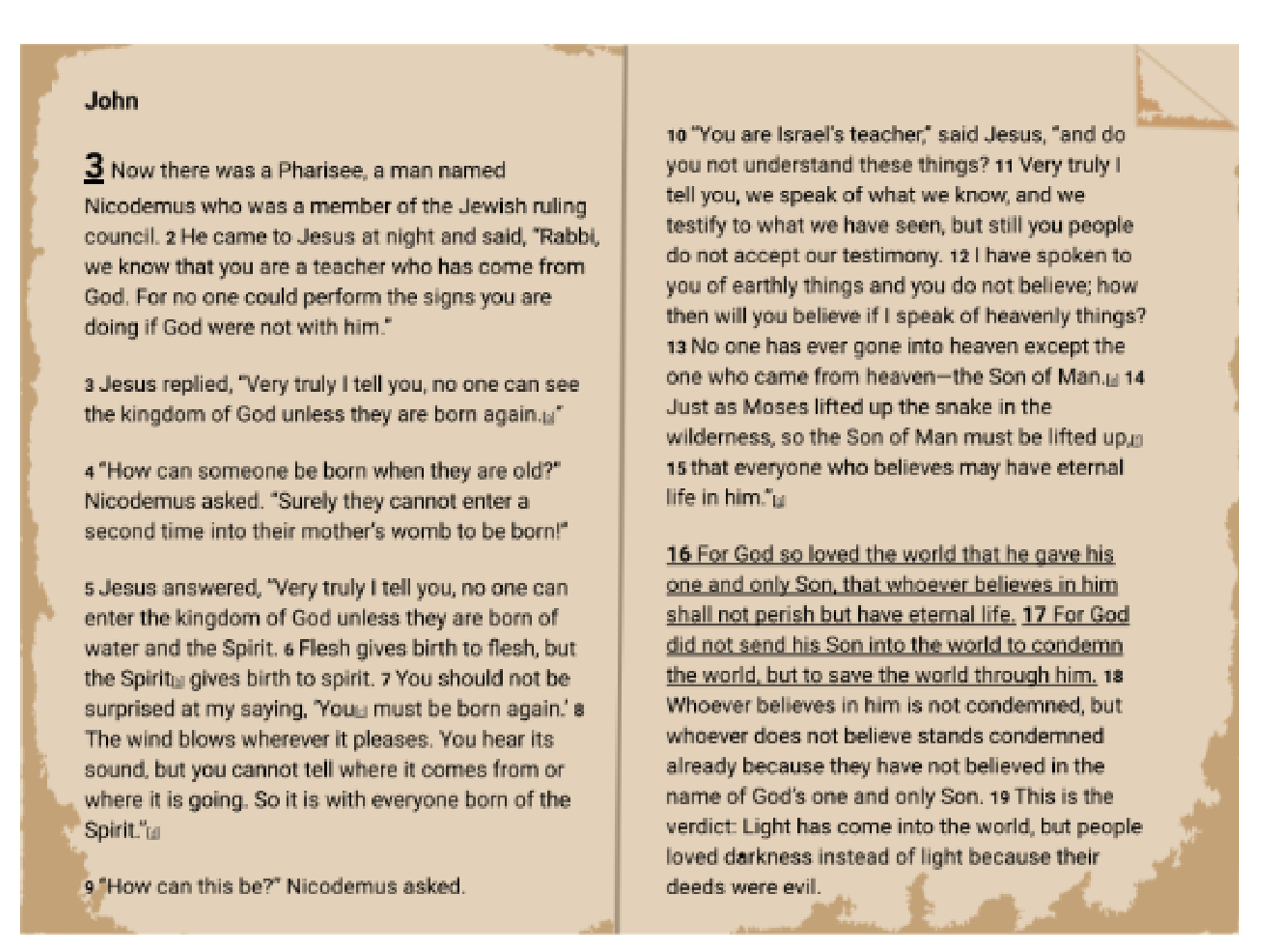 John
3 Now there was a Pharisee, a man named
Nicodemus who was a member of the Jewish ruling
council. 2 He came to Jesus at night and said, “Rabbi,
we know that you are a teacher who has come from
God. For no one could perform the signs you are
doing if God were not with him.”
3 Jesus replied, “Very truly I tell you, no one can see
the kingdom of God unless they are born again.”
4 “How can someone be born when they are old?”
Nicodemus asked. “Surely they cannot enter a
second time into their mother’s womb to be born!”
5 Jesus answered, “Very truly I tell you, no one can
enter the kingdom of God unless they are born of
water and the Spirit. 6 Flesh gives birth to flesh, but
the Spirit gives birth to spirit. 7 You should not be
surprised at my saying, ‘You must be born again.’ 8
The wind blows wherever it pleases. You hear its
sound, but you cannot tell where it comes from or
where it is going. So it is with everyone born of the
Spirit.”
9 “How can this be?” Nicodemus asked.
10 “You are Israel’s teacher,” said Jesus, “and do
you not understand these things? 11 Very truly I
tell you, we speak of what we know, and we
testify to what we have seen, but still you people
do not accept our testimony. 12 I have spoken to
you of earthly things and you do not believe; how
then will you believe if I speak of heavenly things?
13 No one has ever gone into heaven except the
one who came from heaven—the Son of Man. 14
Just as Moses lifted up the snake in the
wilderness, so the Son of Man must be lifted up,
15 that everyone who believes may have eternal
life in him.”
16 For God so loved the world that he gave his
one and only Son, that whoever believes in him
shall not perish but have eternal life. 17 For God
did not send his Son into the world to condemn
the world, but to save the world through him. 18
Whoever believes in him is not condemned, but
whoever does not believe stands condemned
already because they have not believed in the
name of God’s one and only Son. 19 This is the
verdict: Light has come into the world, but people
loved darkness instead of light because their
deeds were evil.